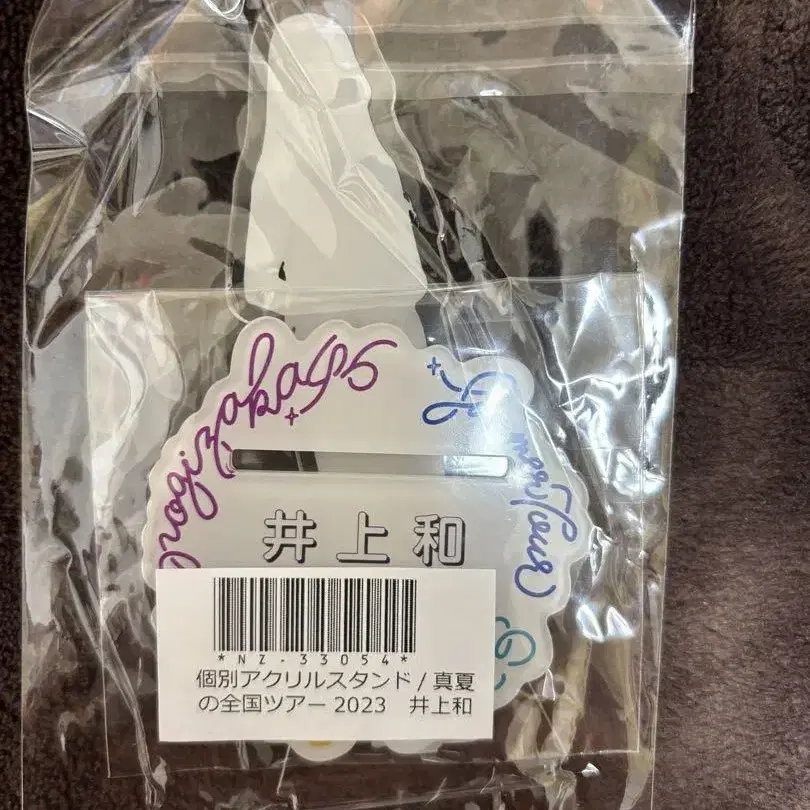 Nogizaka46
井上和
*NZ-33054*
個別アクリルスタンド/真夏
の全国ツアー2023 井上和